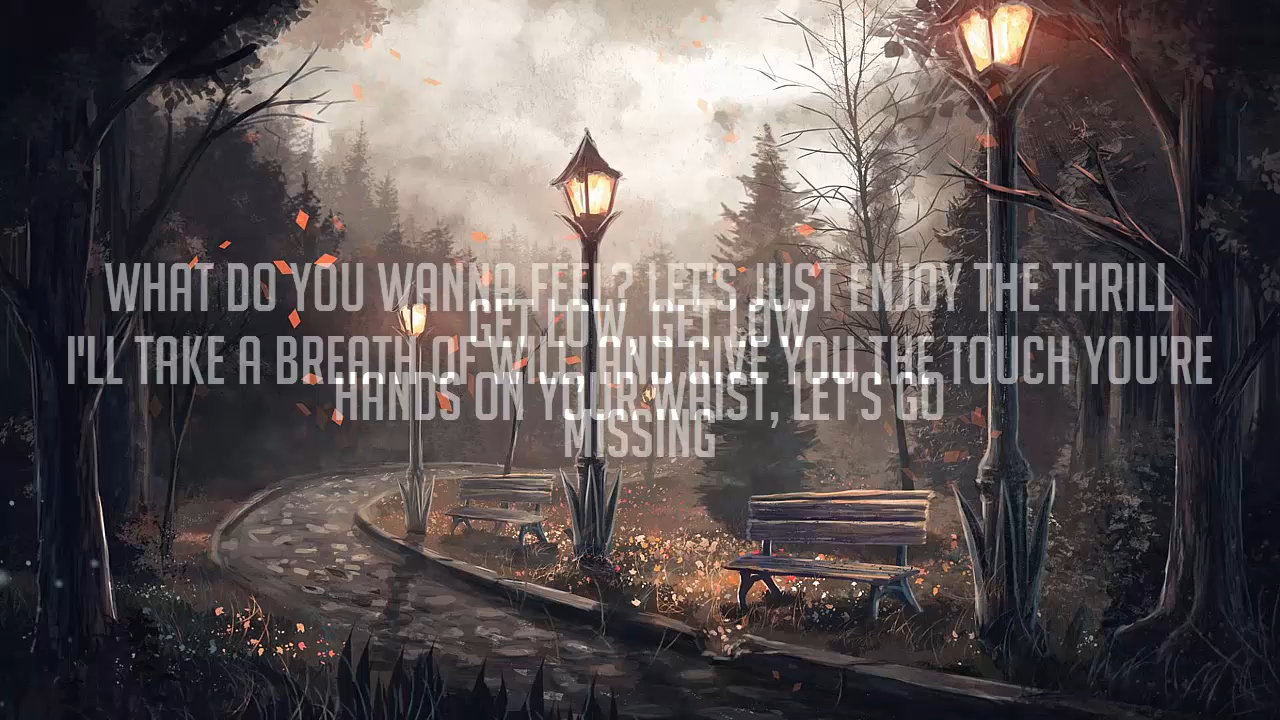 WHAT DO YOU WANNA FEEL? LET'S JUST ENJOY THE THRILL
GET LOW, GET LOW
I'LL TAKE A BREATH OF WILL AND GIVE YOU THE TOUCH YOU'RE
HANDS ON YOUR WAIST, LET'S GO
MISSING